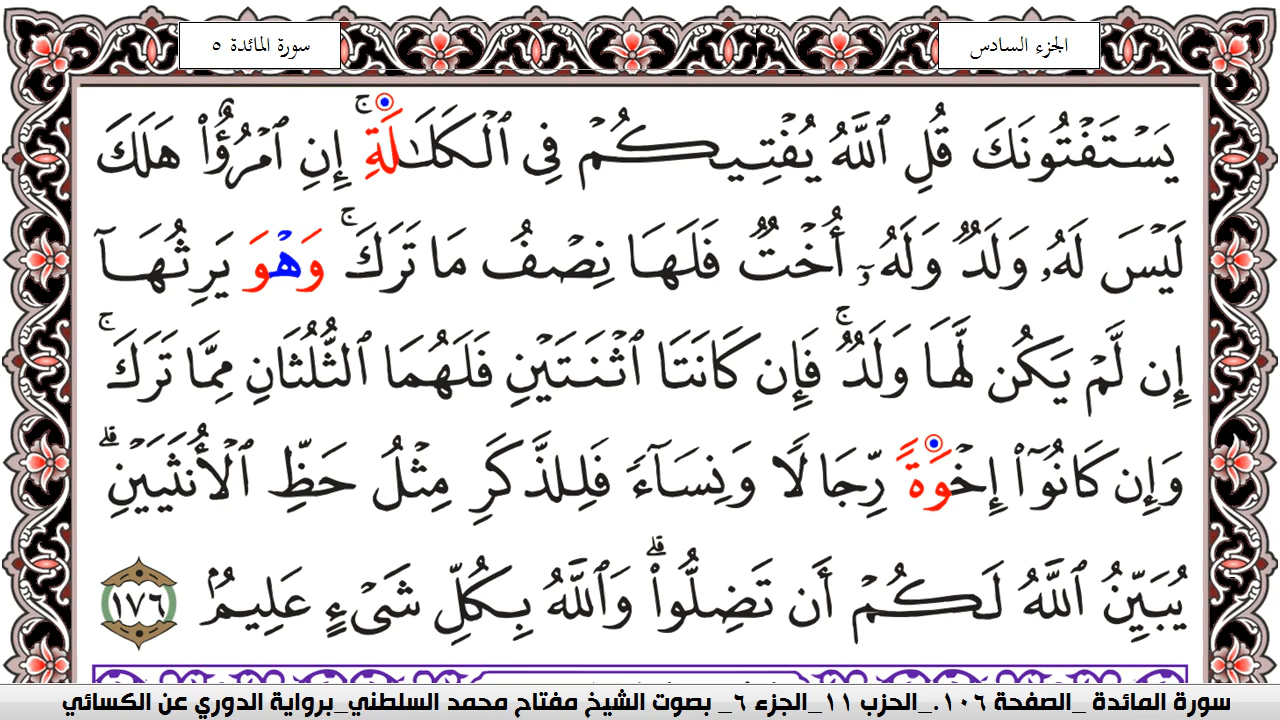 الجزء السادس
سورة المائدة ٥
يَسْتَفْتُونَكَ قُلِ ٱللَّهُ يُفْتِيكُمْ فِى ٱلْكَلَـٰلَةِ ۚ إِنِ ٱمْرُؤٌا۟ هَلَكَ
لَيْسَ لَهُۥ وَلَدٌ وَلَهُۥٓ أُخْتٌ فَلَهَا نِصْفُ مَا تَرَكَ ۚ وَهْوَ يَرِثُهَآ
إِن لَّمْ يَكُن لَّهَا وَلَدٌ ۚ فَإِن كَانَتَا ٱثْنَتَيْنِ فَلَهُمَا ٱلثُّلُثَانِ مِمَّا تَرَكَ ۚ
وَإِن كَانُوٓا۟ إِخْوَةً رِّجَالًا وَنِسَآءً فَلِلذَّكَرِ مِثْلُ حَظِّ ٱلْأُنثَيَيْنِ ۗ
يُبَيِّنُ ٱللَّهُ لَكُمْ أَن تَضِلُّوا۟ ۗ وَٱللَّهُ بِكُلِّ شَىْءٍ عَلِيمٌۢ ١٧٦
سورة المائدة _الصفحة ١٠٦._الحزب ١١_الجزء ٦_ بصوت الشيخ مفتاح محمد السلطني_برواية الدوري عن الكسائي